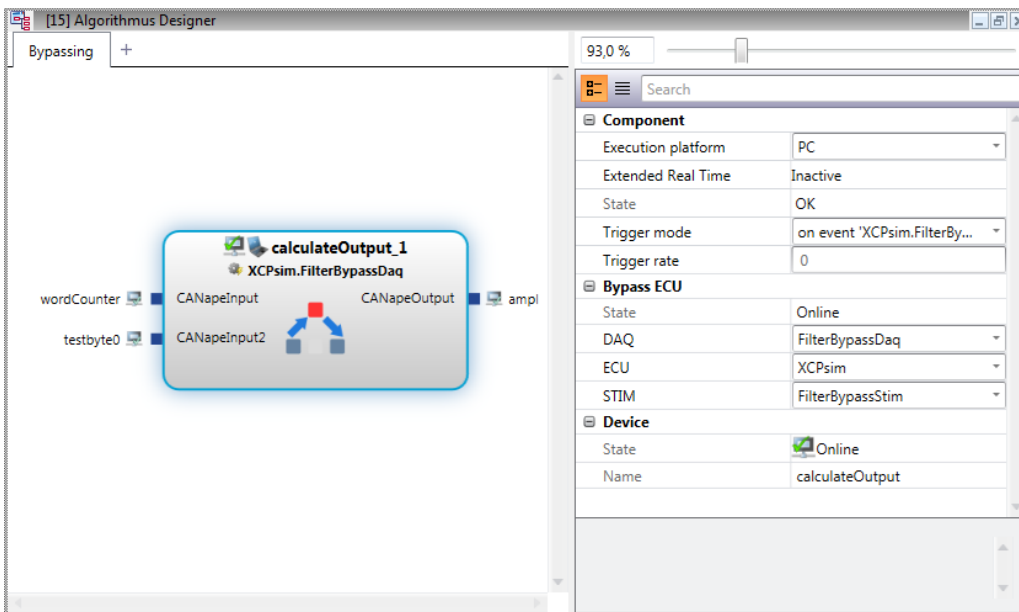 [15] Algorithmus Designer
Bypassing +
93,0 %
Search
Component
Execution platform PC
Extended Real Time Inactive
State OK
Trigger mode on event 'XCPsim.FilterBy...
Trigger rate 0
Bypass ECU
State Online
DAQ FilterBypassDaq
ECU XCPsim
STIM FilterBypassStim
Device
State Online
Name calculateOutput
calculateOutput_1
XCPsim.FilterBypassDaq
wordCounter CANapeInput CANapeOutput ampl
testbyte0 CANapeInput2